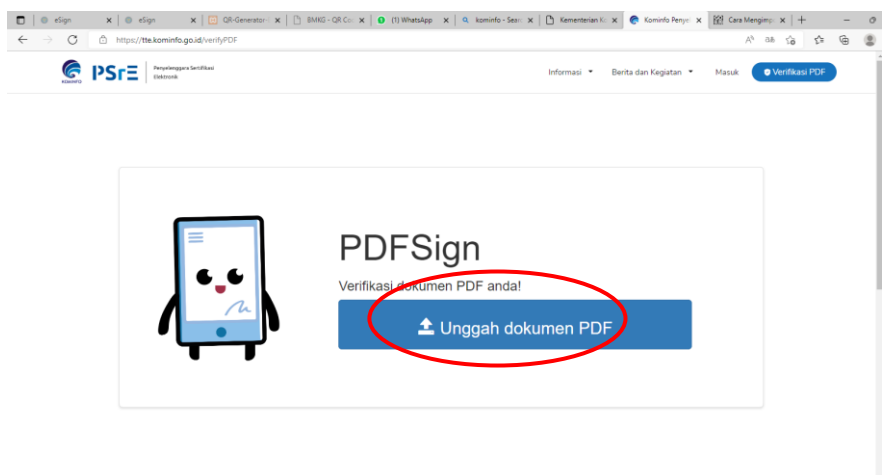 eSign
eSign
QR-Generator
BMKG - QR Co
(1) WhatsApp
kominfo - Sear
Kementerian K
Kominfo Penye
Cara Mengimp
https://tte.kominfo.go.id/verifyPDF
KOMINFO
PSrE
Penyelenggara Sertifikasi
Elektronik
Informasi
Berita dan Kegiatan
Masuk
Verifikasi PDF
PDFSign
Verifikasi dokumen PDF anda!
Unggah dokumen PDF